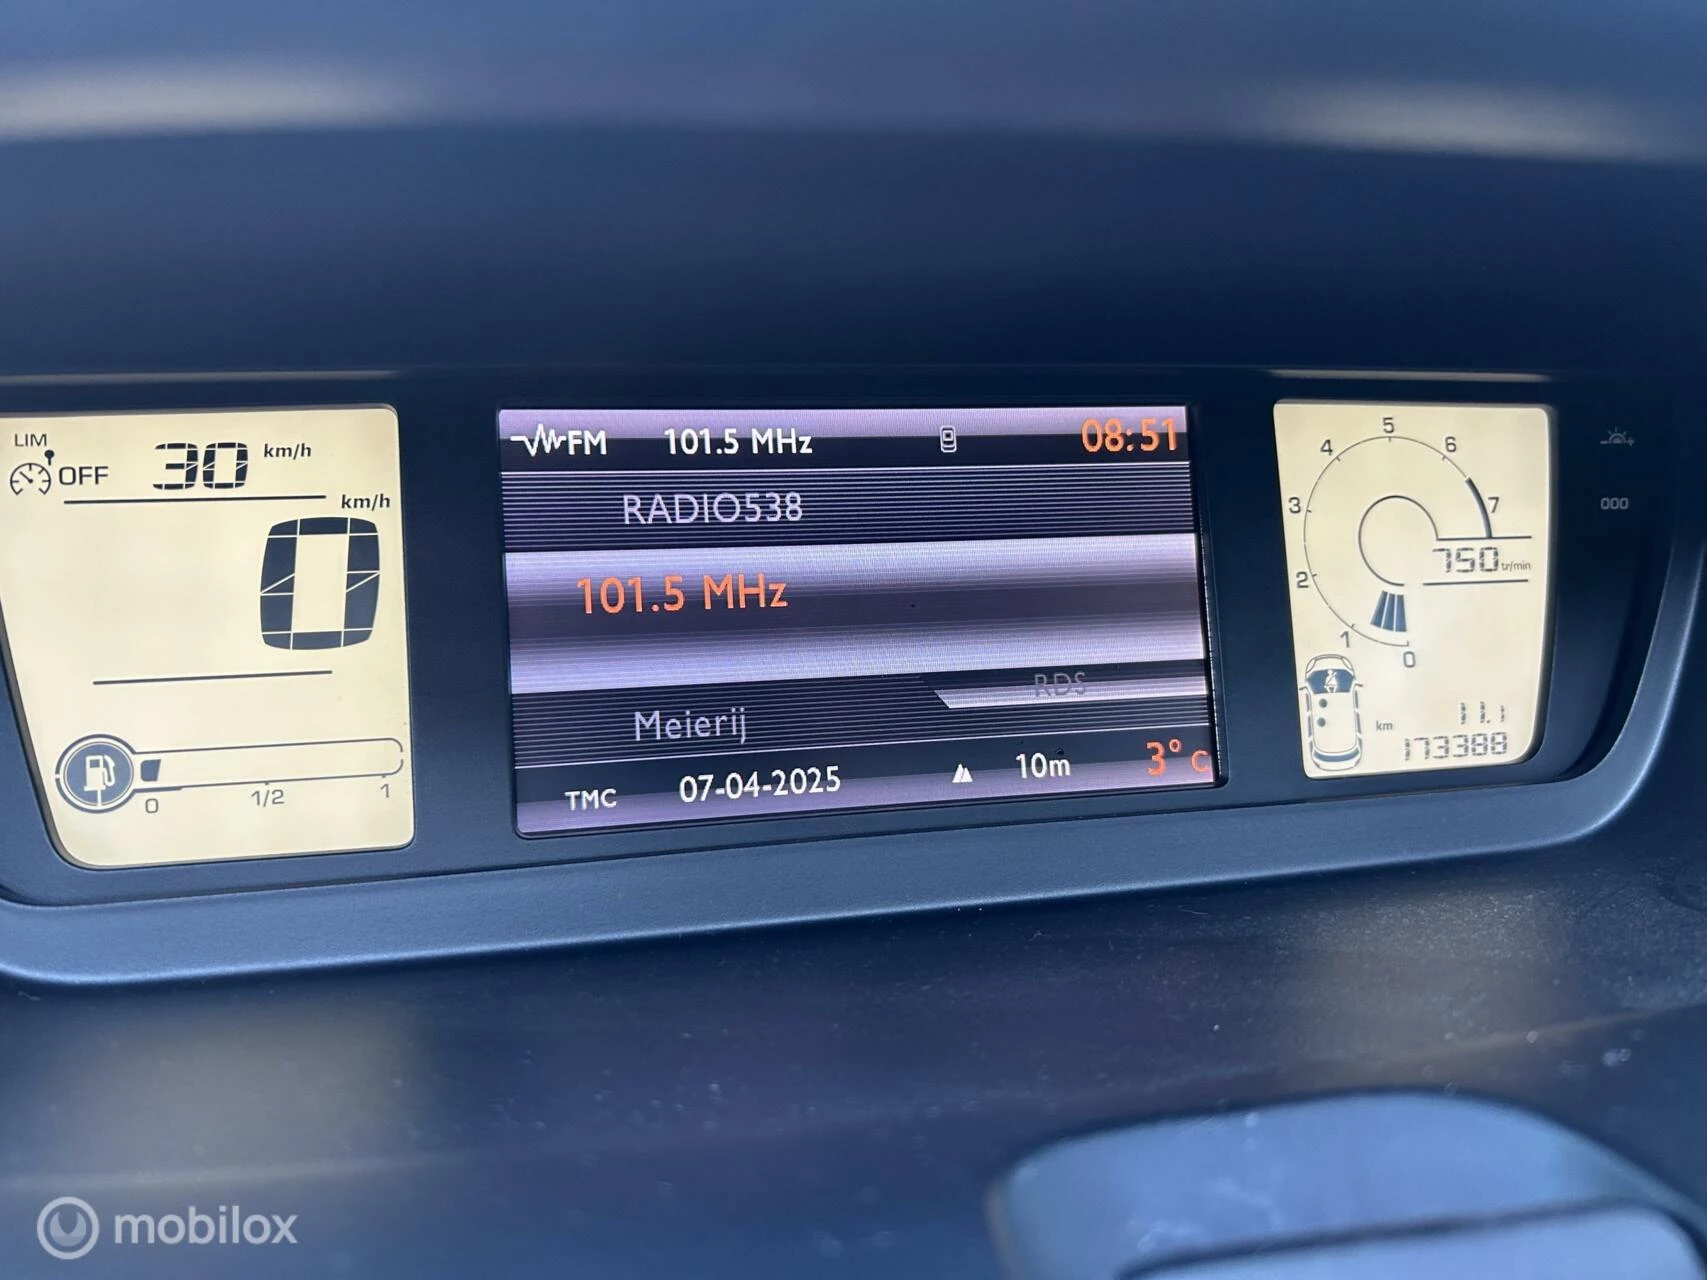 LIM
OFF 30 km/h
km/h
0
0 1/2 1
FM 101.5 MHz 08:51
RADIO538
101.5 MHz
RDS
Meierij
TMC 07-04-2025 10m 3° C
4 5 6
3 7
2 750 tr/min
1 0
km
173388
000
mobilox